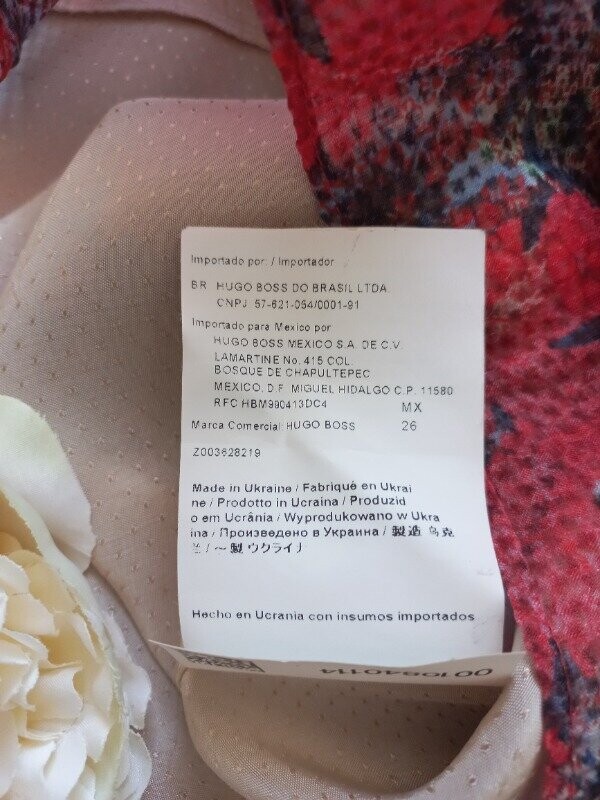 Importado por: / Importador
BR HUGO BOSS DO BRASIL LTDA.
CNPJ 57-621-054/0001-91
Importado para Mexico por
HUGO BOSS MEXICO S.A. DE C.V.
LAMARTINE No. 415 COL.
BOSQUE DE CHAPULTEPEC
MEXICO, D.F. MIGUEL HIDALGO C.P. 11580
RFC HBM990413DC4 MX
Marca Comercial HUGO BOSS 26
Z003628219
Made in Ukraine / Fabriqué en Ukrai
ne / Prodotto in Ucraina / Produzid
o em Ucrânia / Wyprodukowano w Ukra
ina / Произведено в Украина / 製造 乌克
兰 / ～製 ウクライナ
Hecho en Ucrania con insumos importados